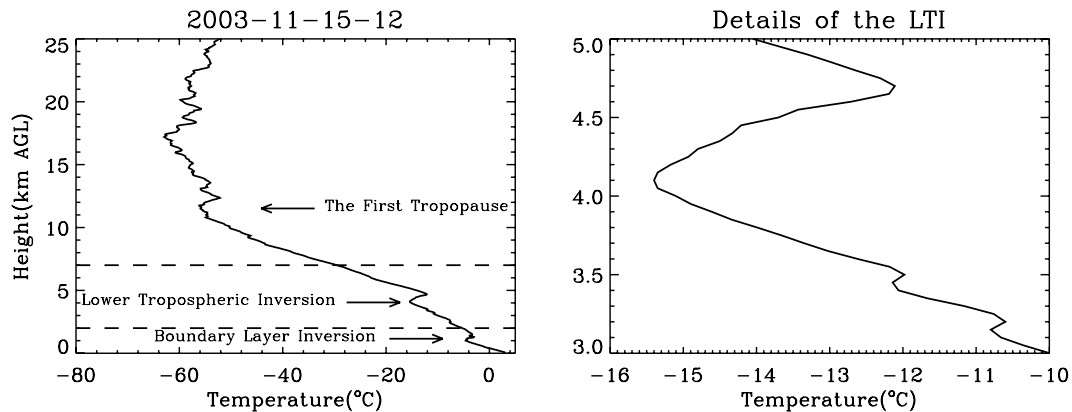 2003-11-15-12
25
20
15
10
5
0
Height(km AGL)
The First Tropopause
Lower Tropospheric Inversion
Boundary Layer Inversion
-80 -60 -40 -20 0
Temperature(°C)
Details of the LTI
5.0
4.5
4.0
3.5
3.0
-16 -15 -14 -13 -12 -11 -10
Temperature(°C)